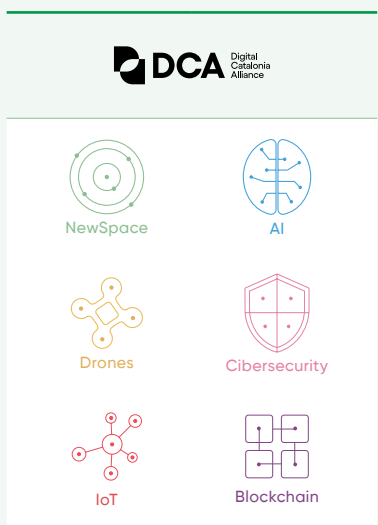 DCA
Digital
Catalonia
Alliance
NewSpace
AI
Drones
Cibersecurity
IoT
Blockchain